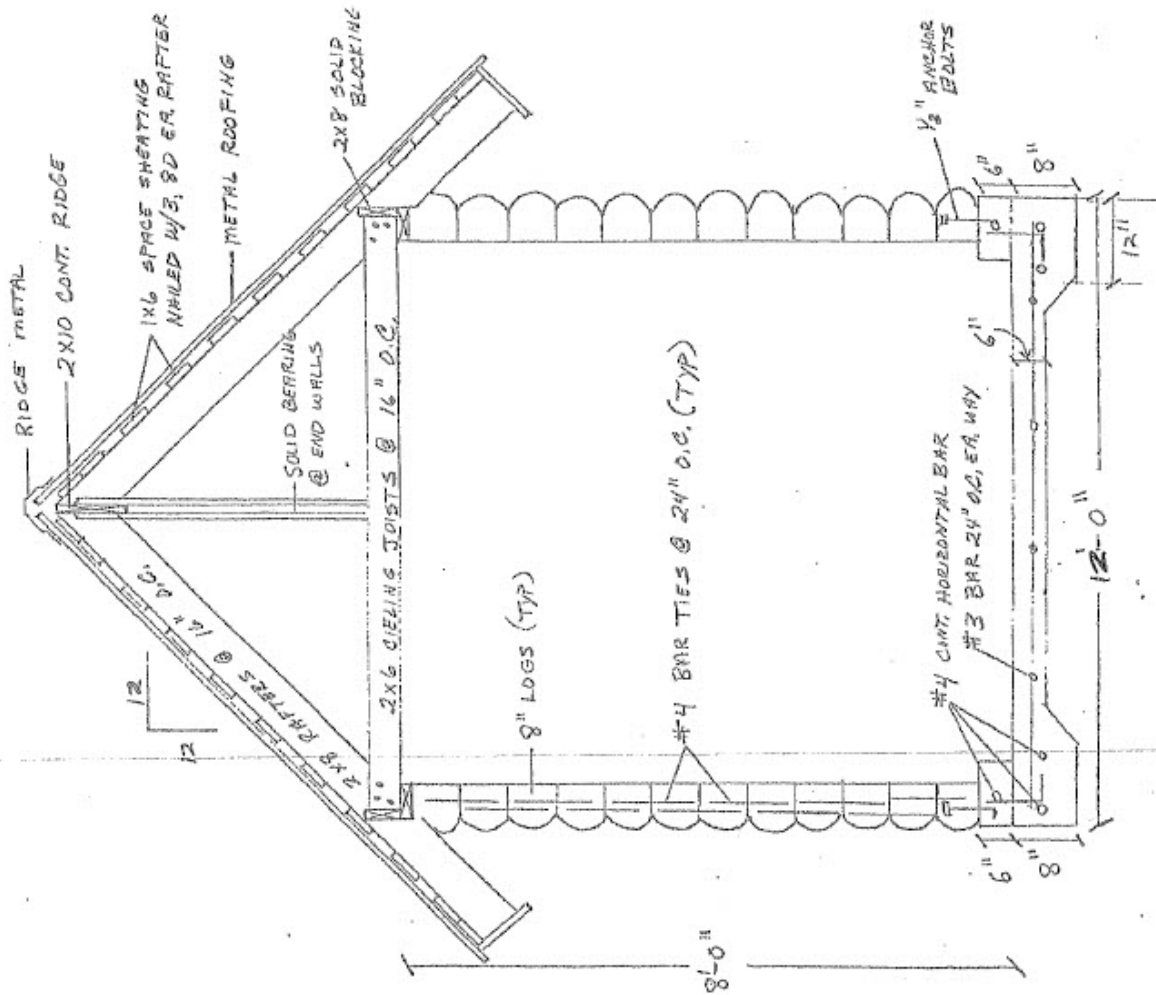 RIDGE METAL
2X10 CONT. RIDGE
1X6 SPACE SHEATING
NAILED W/3, 8D EA. RAFTER
METAL ROOFING
2X8 SOLID
BLOCKING
12
12
2X8 RAFTERS @ 16" O.C.
SOLID BEARING
@ END WALLS
2X6 CIELING JOISTS @ 16" O.C.
8" LOGS (TYP)
#4 BAR TIES @ 24" O.C. (TYP)
8'-0"
1/2" ANCHOR
BOLTS
#4 CONT. HORIZONTAL BAR
#3 BAR 24" O.C. EA. WAY
6"
8"
6"
6"
8"
12"
12'-0"